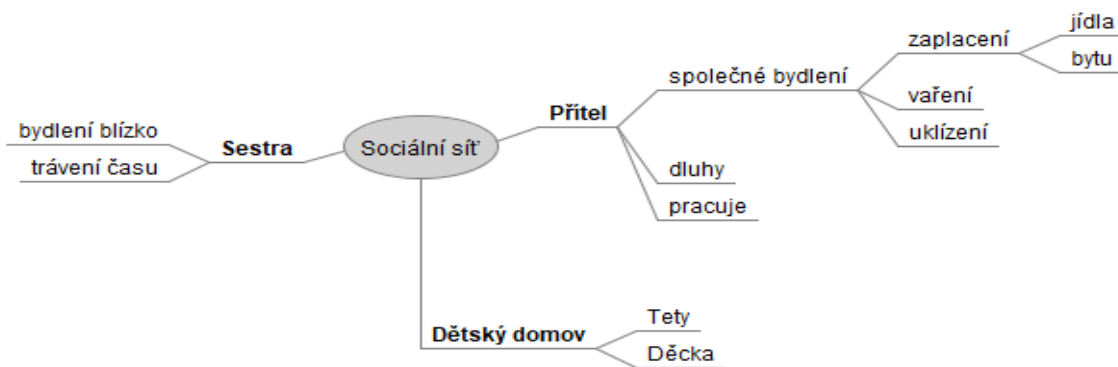 Sociální síť
Sestra
bydlení blízko
trávení času
Přítel
společné bydlení
zaplacení
jídla
bytu
vaření
uklízení
dluhy
pracuje
Dětský domov
Tety
Děcka